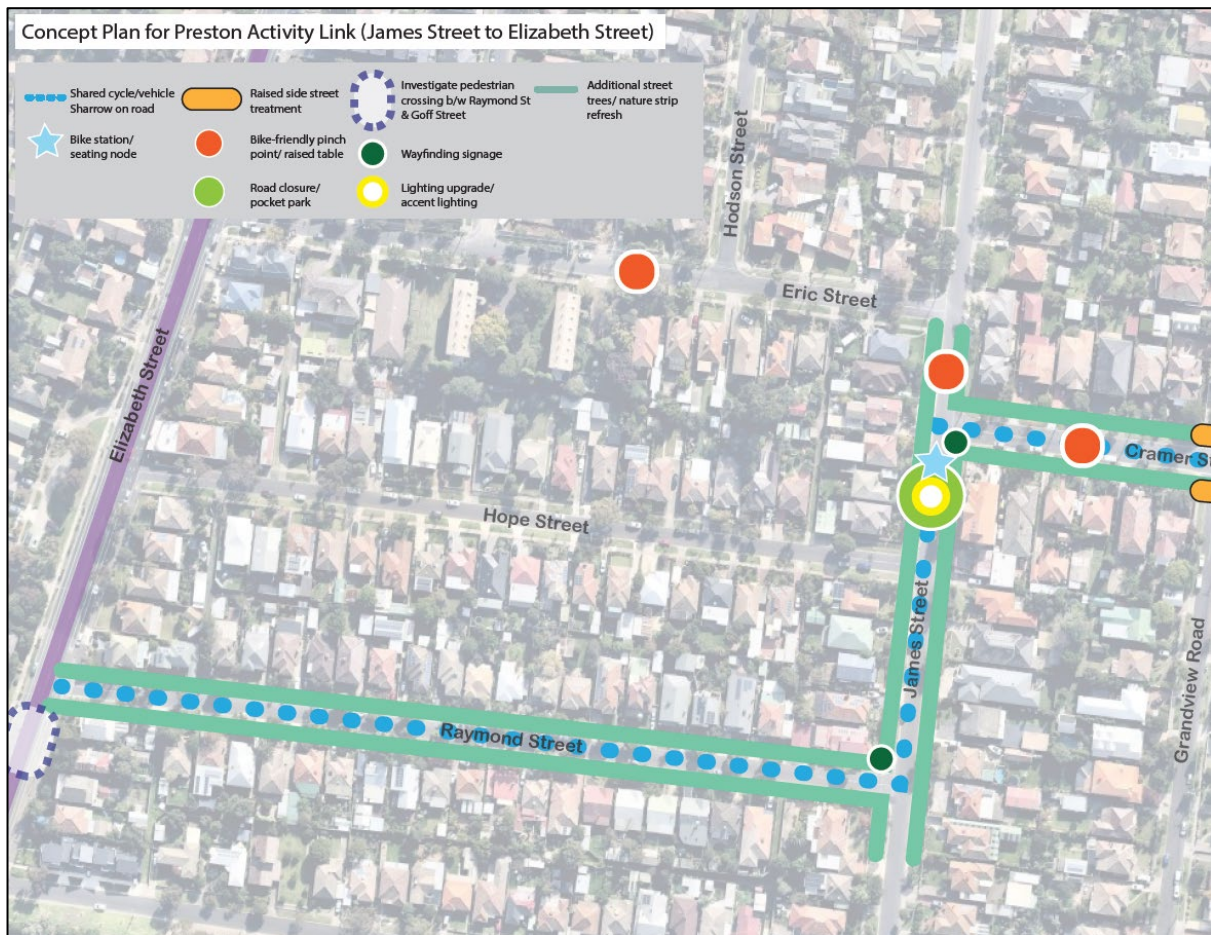 Concept Plan for Preston Activity Link (James Street to Elizabeth Street)
Shared cycle/vehicle
Sharrow on road
Raised side street
treatment
Investigate pedestrian
crossing b/w Raymond St
& Goff Street
Additional street
trees/ nature strip
refresh
Bike station/
seating node
Bike-friendly pinch
point/ raised table
Wayfinding signage
Road closure/
pocket park
Lighting upgrade/
accent lighting
Hodson Street
Eric Street
Elizabeth Street
Cramer St
Hope Street
James Street
Grandview Road
Raymond Street